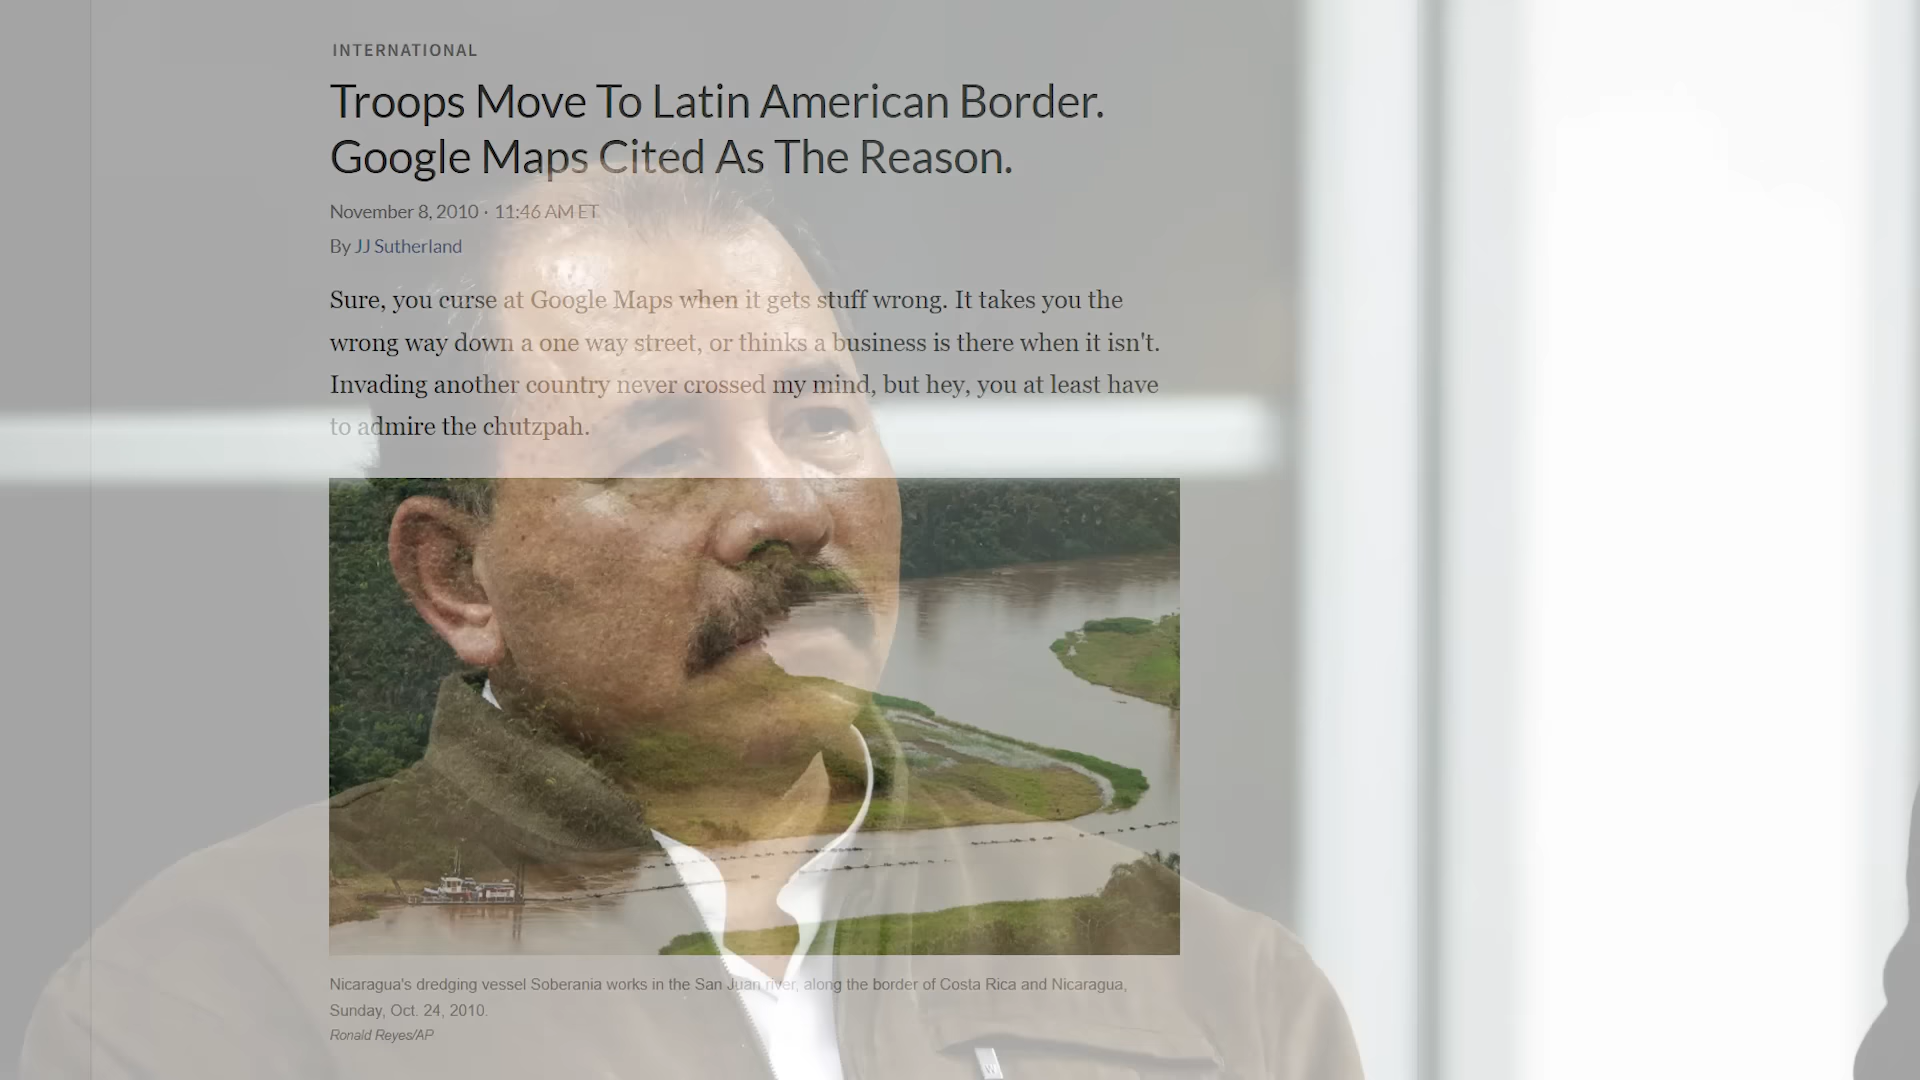 INTERNATIONAL
Troops Move To Latin American Border.
Google Maps Cited As The Reason.
November 8, 2010 · 11:46 AM ET
By JJ Sutherland
Sure, you curse at Google Maps when it gets stuff wrong. It takes you the
wrong way down a one way street, or thinks a business is there when it isn't.
Invading another country never crossed my mind, but hey, you at least have
to admire the chutzpah.
Nicaragua's dredging vessel Soberania works in the San Juan river, along the border of Costa Rica and Nicaragua,
Sunday, Oct. 24, 2010.
Ronald Reyes/AP
W